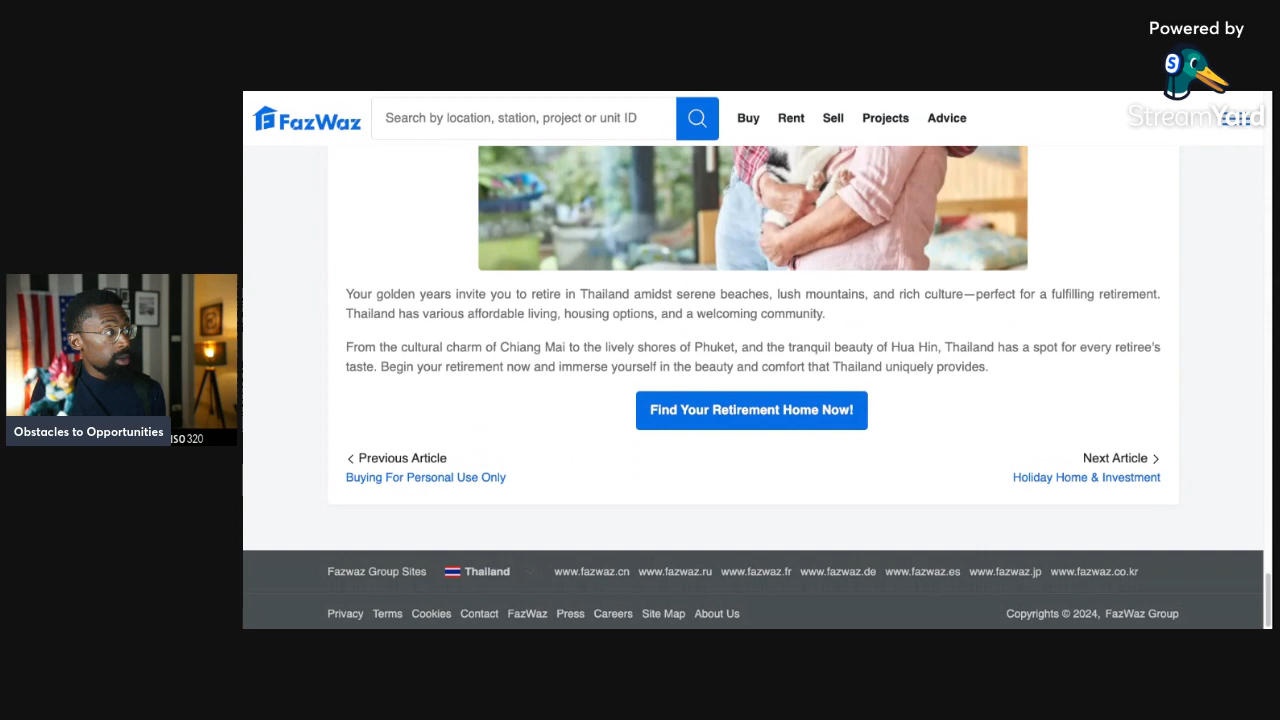 Powered by
StreamYard
FazWaz
Search by location, station, project or unit ID
Buy
Rent
Sell
Projects
Advice
Your golden years invite you to retire in Thailand amidst serene beaches, lush mountains, and rich culture—perfect for a fulfilling retirement.
Thailand has various affordable living, housing options, and a welcoming community.
From the cultural charm of Chiang Mai to the lively shores of Phuket, and the tranquil beauty of Hua Hin, Thailand has a spot for every retiree's
taste. Begin your retirement now and immerse yourself in the beauty and comfort that Thailand uniquely provides.
Find Your Retirement Home Now!
Previous Article
Buying For Personal Use Only
Next Article
Holiday Home & Investment
Obstacles to Opportunities
ISO 320
Fazwaz Group Sites
Thailand
www.fazwaz.cn www.fazwaz.ru www.fazwaz.fr www.fazwaz.de www.fazwaz.es www.fazwaz.jp www.fazwaz.co.kr
Privacy Terms Cookies Contact FazWaz Press Careers Site Map About Us
Copyrights © 2024, FazWaz Group